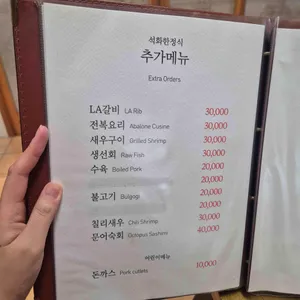 석화한정식
추가메뉴
Extra Orders
LA갈비 LA Rib 30,000
전복요리 Abalone Cusine 30,000
새우구이 Grilled Shrimp 30,000
생선회 Raw Fish 30,000
수육 Boiled Pork 20,000
20,000
불고기 Bulgogi 20,000
20,000
칠리새우 Chili Shrimp 30,000
문어숙회 Octopus Sashimi 40,000
어린이메뉴
돈까스 Pork cutlets 10,000